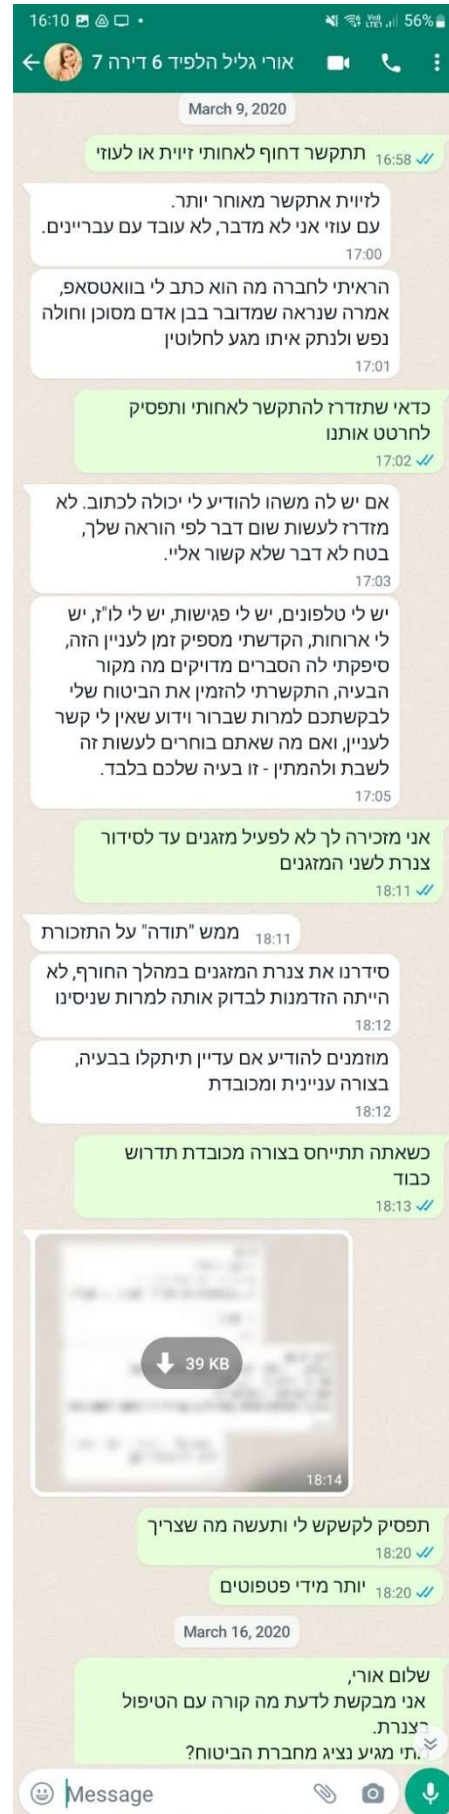 16:10
56%
אורי גליל הלפיד 6 דירה 7
March 9, 2020
תתקשר דחוף לאחותי זיוית או לעוזי
16:58
לזיוית אתקשר מאוחר יותר.
עם עוזי אני לא מדבר, לא עובד עם עבריינים.
17:00
הראיתי לחברה מה הוא כתב לי בוואטסאפ,
אמרה שנראה שמדובר בבן אדם מסוכן וחולה
נפש ולנתק איתו מגע לחלוטין
17:01
כדאי שתזדרז להתקשר לאחותי ותפסיק
לחרטט אותנו
17:02
אם יש לה משהו להודיע לי יכולה לכתוב. לא
מזדרז לעשות שום דבר לפי הוראה שלך,
בטח לא דבר שלא קשור אליי.
17:03
יש לי טלפונים, יש לי פגישות, יש לי לו"ז, יש
לי ארוחות, הקדשתי מספיק זמן לעניין הזה,
סיפקתי לה הסברים מדויקים מה מקור
הבעיה, התקשרתי להזמין את הביטוח שלי
לבקשתכם למרות שברור וידוע שאין לי קשר
לעניין, ואם מה שאתם בוחרים לעשות זה
לשבת ולהמתין - זו בעיה שלכם בלבד.
17:05
אני מזכירה לך לא לפעיל מזגנים עד לסידור
צנרת לשני המזגנים
18:11
ממש "תודה" על התזכורת
18:11
סידרנו את צנרת המזגנים במהלך החורף, לא
הייתה הזדמנות לבדוק אותה למרות שניסינו
18:12
מוזמנים להודיע אם עדיין תיתקלו בבעיה,
בצורה עניינית ומכובדת
18:12
כשאתה תתייחס בצורה מכובדת תדרוש
כבוד
18:13
39 KB
18:14
תפסיק לקשקש לי ותעשה מה שצריך
18:20
יותר מידי פטפוטים
18:20
March 16, 2020
שלום אורי,
אני מבקשת לדעת מה קורה עם הטיפול
בצנרת.
מתי מגיע נציג מחברת הביטוח?
Message